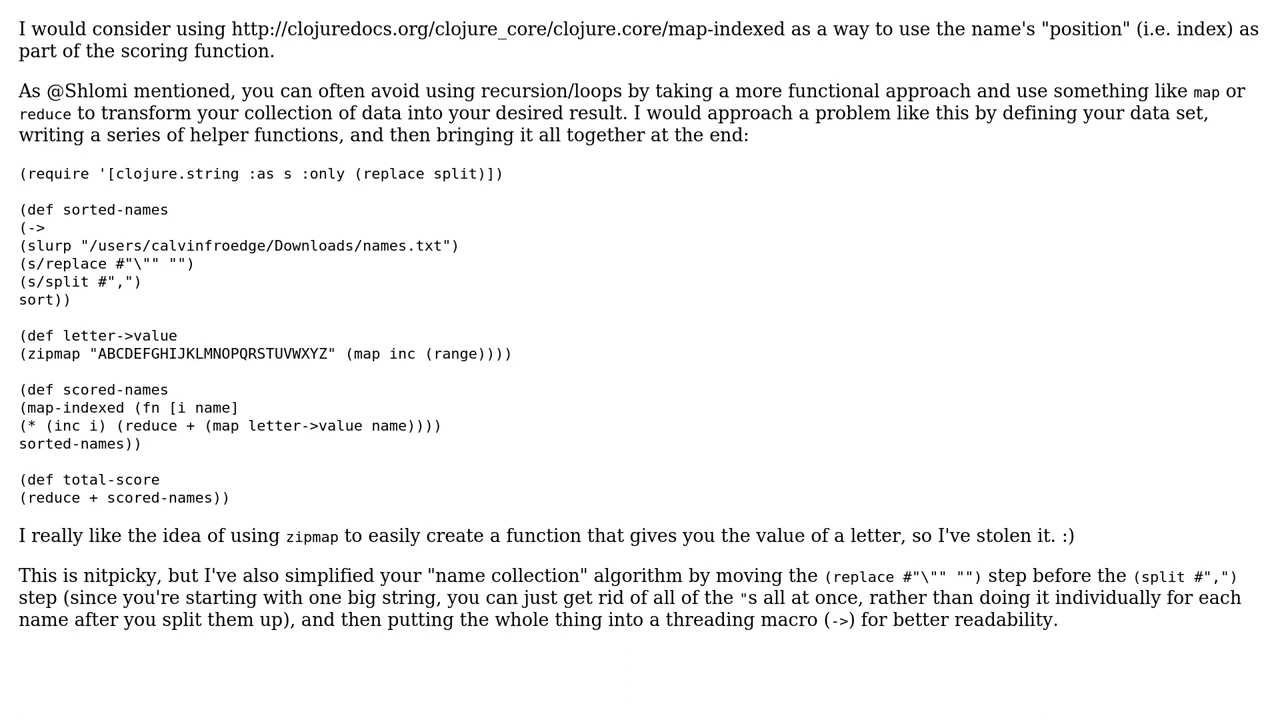 I would consider using http://clojuredocs.org/clojure_core/clojure.core/map-indexed as a way to use the name's "position" (i.e. index) as
part of the scoring function.
As @Shlomi mentioned, you can often avoid using recursion/loops by taking a more functional approach and use something like map or
reduce to transform your collection of data into your desired result. I would approach a problem like this by defining your data set,
writing a series of helper functions, and then bringing it all together at the end:
(require '[clojure.string :as s :only (replace split)])
(def sorted-names
(->
(slurp "/users/calvinfroedge/Downloads/names.txt")
(s/replace #"\"" "")
(s/split #",")
sort))
(def letter->value
(zipmap "ABCDEFGHIJKLMNOPQRSTUVWXYZ" (map inc (range))))
(def scored-names
(map-indexed (fn [i name]
(* (inc i) (reduce + (map letter->value name))))
sorted-names))
(def total-score
(reduce + scored-names))
I really like the idea of using zipmap to easily create a function that gives you the value of a letter, so I've stolen it. :)
This is nitpicky, but I've also simplified your "name collection" algorithm by moving the (replace #"\"" "") step before the (split #",")
step (since you're starting with one big string, you can just get rid of all of the "s all at once, rather than doing it individually for each
name after you split them up), and then putting the whole thing into a threading macro (->) for better readability.